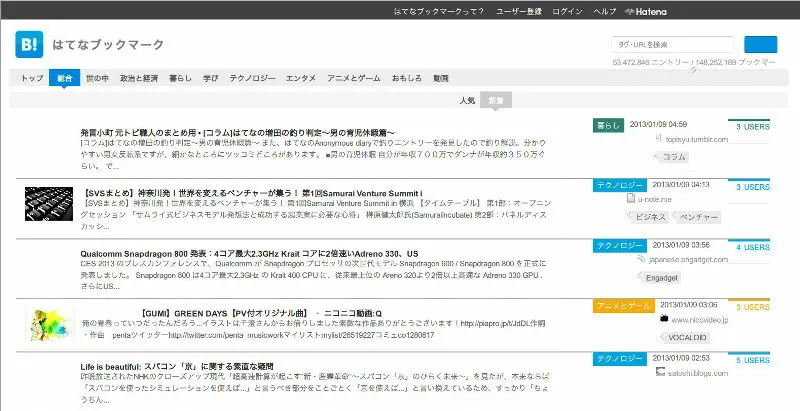 はてなブックマークって？ ユーザー登録 ログイン ヘルプ Hatena
B! はてなブックマーク
タグ・URLを検索
53,472,846 エントリー / 148,252,189 ブックマーク
トップ 総合 世の中 政治と経済 暮らし 学び テクノロジー エンタメ アニメとゲーム おもしろ 動画
人気 新着
発言小町 元トピ職人のまとめ用 • [コラム]はてなの増田の釣り判定〜男の育児休暇篇〜
[コラム]はてなの増田の釣り判定〜男の育児休暇篇〜 また、はてなのAnonymous diaryで釣りエントリーを発見したので釣り解説。分かり
やすい男女反転系ですが、細かなところにツッコミどころがあります。 ■男の育児休暇 自分が年収７００万でダンナが年収約３５０万ぐ
らい。 で...
暮らし 2013/01/09 04:59 3 USERS
topisyu.tumblr.com
コラム
【SVSまとめ】神奈川発！世界を変えるベンチャーが集う！ 第1回Samurai Venture Summit i
【SVSまとめ】神奈川発！世界を変えるベンチャーが集う！ 第1回Samurai Venture Summit in 横浜 【タイムテーブル】 第1部：オープニン
グセッション 「サムライ式ビジネスモデル発想法と成功する起業家に必要な心得」 榊原健太郎氏(SamuraiIncubate) 第2部：パネルディス
カッシ...
テクノロジー 2013/01/09 04:13 3 USERS
u-note.me
ビジネス ベンチャー
Qualcomm Snapdragon 800 発表：4コア最大2.3GHz Krait コアに2倍速いAdreno 330、US
CES 2013 のプレスカンファレンスで、Qualcomm が Snapdragon プロセッサの次世代モデル Snapdragon 600 / Snapdragon 800 を正式に
発表しました。 Snapdragon 800 は4コア最大2.3GHz の Krait 400 CPU に、従来最上位の Areno 320より2倍以上高速な Adreno 330 GPU 、
さらにUS...
テクノロジー 2013/01/09 03:56 4 USERS
japanese.engadget.com
Engadget
【GUMI】GREEN DAYS【PV付オリジナル曲】 ‐ ニコニコ動画:Q
俺の青春っていつだったんだろう...イラストは干渡さんからお借りしました素敵な作品ありがとうございます！http://piapro.jp/t/JdDL作詞
・作曲 pentaツイッターhttp://twitter.com/penta_musicworkマイリストmylist/26519227コミュco1280617
アニメとゲーム 2013/01/09 03:06 3 USERS
www.nicovideo.jp
VOCALOID
Life is beautiful: スパコン「京」に関する素直な疑問
昨晩放送されたNHKのクローズアップ現代「超高速計算が起こす“新・産業革命”〜スパコン「京」のひらく未来〜」を見たが、本来ならば
「スパコンを使ったシミュレーションを使えば...」と言うべき部分をことごとく「京を使えば...」と言い換えているため、すっかり「ちょ
うちん...
テクノロジー 2013/01/09 02:53 5 USERS
satoshi.blogs.com